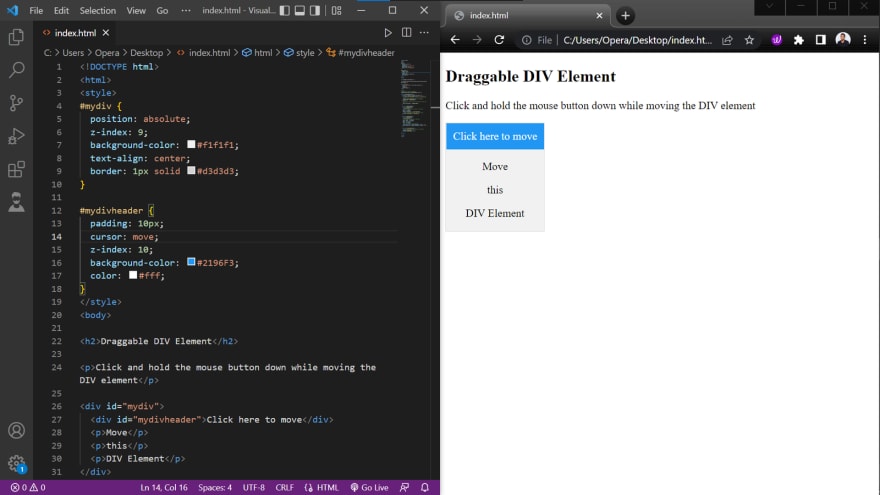 File Edit Selection View Go ··· index.html - Visual...
index.html
C: > Users > Opera > Desktop > index.html > html > style > #mydivheader
1 <!DOCTYPE html>
2 <html>
3 <style>
4 #mydiv {
5 position: absolute;
6 z-index: 9;
7 background-color: #f1f1f1;
8 text-align: center;
9 border: 1px solid #d3d3d3;
10 }
11
12 #mydivheader {
13 padding: 10px;
14 cursor: move;
15 z-index: 10;
16 background-color: #2196F3;
17 color: #fff;
18 }
19 </style>
20 <body>
21
22 <h2>Draggable DIV Element</h2>
23
24 <p>Click and hold the mouse button down while moving the
DIV element</p>
25
26 <div id="mydiv">
27 <div id="mydivheader">Click here to move</div>
28 <p>Move</p>
29 <p>this</p>
30 <p>DIV Element</p>
31 </div>
1
0 0 Ln 14, Col 16 Spaces: 4 UTF-8 CRLF HTML Go Live
index.html
File | C:/Users/Opera/Desktop/index.ht...
Draggable DIV Element
Click and hold the mouse button down while moving the DIV element
Click here to move
Move
this
DIV Element